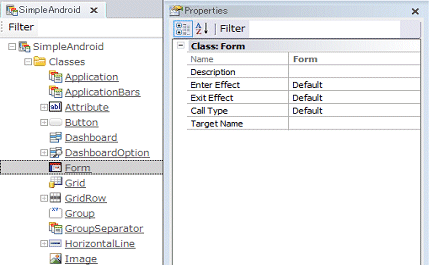 SimpleAndroid
Filter
SimpleAndroid
Classes
Application
ApplicationBars
Attribute
Button
Dashboard
DashboardOption
Form
Grid
GridRow
Group
GroupSeparator
HorizontalLine
Image
Properties
Filter
Class: Form
Name Form
Description
Enter Effect Default
Exit Effect Default
Call Type Default
Target Name